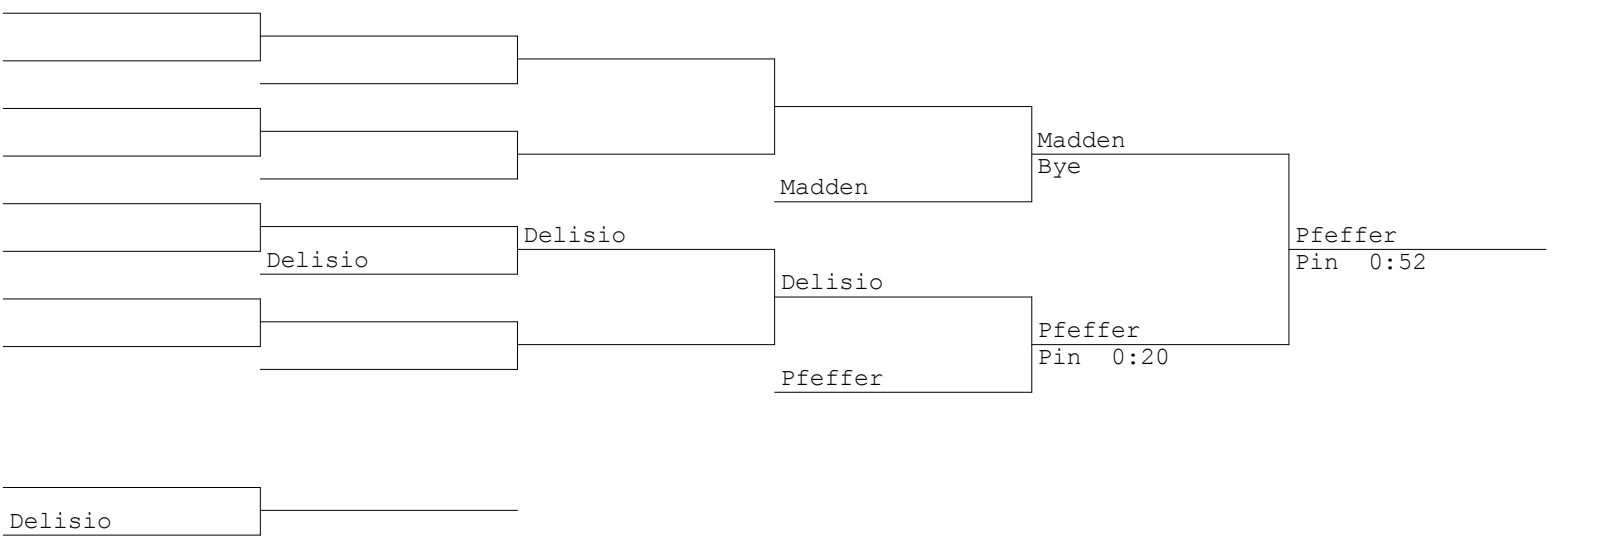 Madden
Bye
Madden
Delisio
Pfeffer
Delisio
Pin  0:52
Delisio
Pfeffer
Pin  0:20
Pfeffer
Delisio